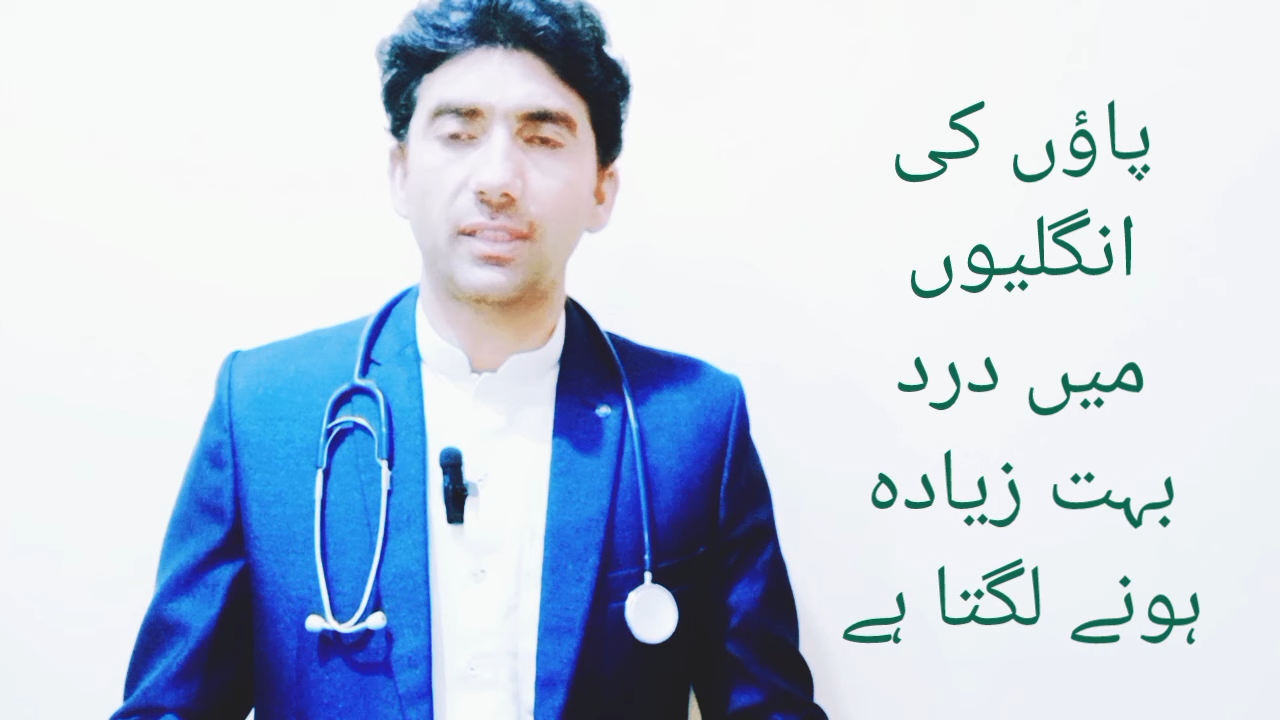 پاؤں کی
انگلیوں
میں درد
بہت زیادہ
ہونے لگتا ہے